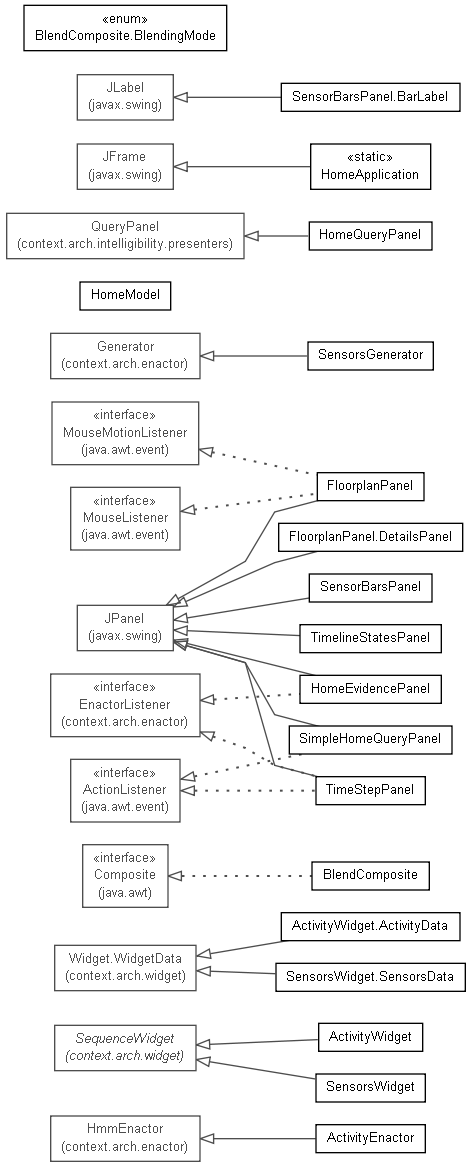 «enum»
BlendComposite.BlendingMode
JLabel
(javax.swing)
SensorBarsPanel.BarLabel
JFrame
(javax.swing)
«static»
HomeApplication
QueryPanel
(context.arch.intelligibility.presenters)
HomeQueryPanel
HomeModel
Generator
(context.arch.enactor)
SensorsGenerator
«interface»
MouseMotionListener
(java.awt.event)
«interface»
MouseListener
(java.awt.event)
FloorplanPanel
FloorplanPanel.DetailsPanel
SensorBarsPanel
JPanel
(javax.swing)
TimelineStatesPanel
HomeEvidencePanel
«interface»
EnactorListener
(context.arch.enactor)
SimpleHomeQueryPanel
«interface»
ActionListener
(java.awt.event)
TimeStepPanel
«interface»
Composite
(java.awt)
BlendComposite
ActivityWidget.ActivityData
Widget.WidgetData
(context.arch.widget)
SensorsWidget.SensorsData
SequenceWidget
(context.arch.widget)
ActivityWidget
SensorsWidget
HmmEnactor
(context.arch.enactor)
ActivityEnactor